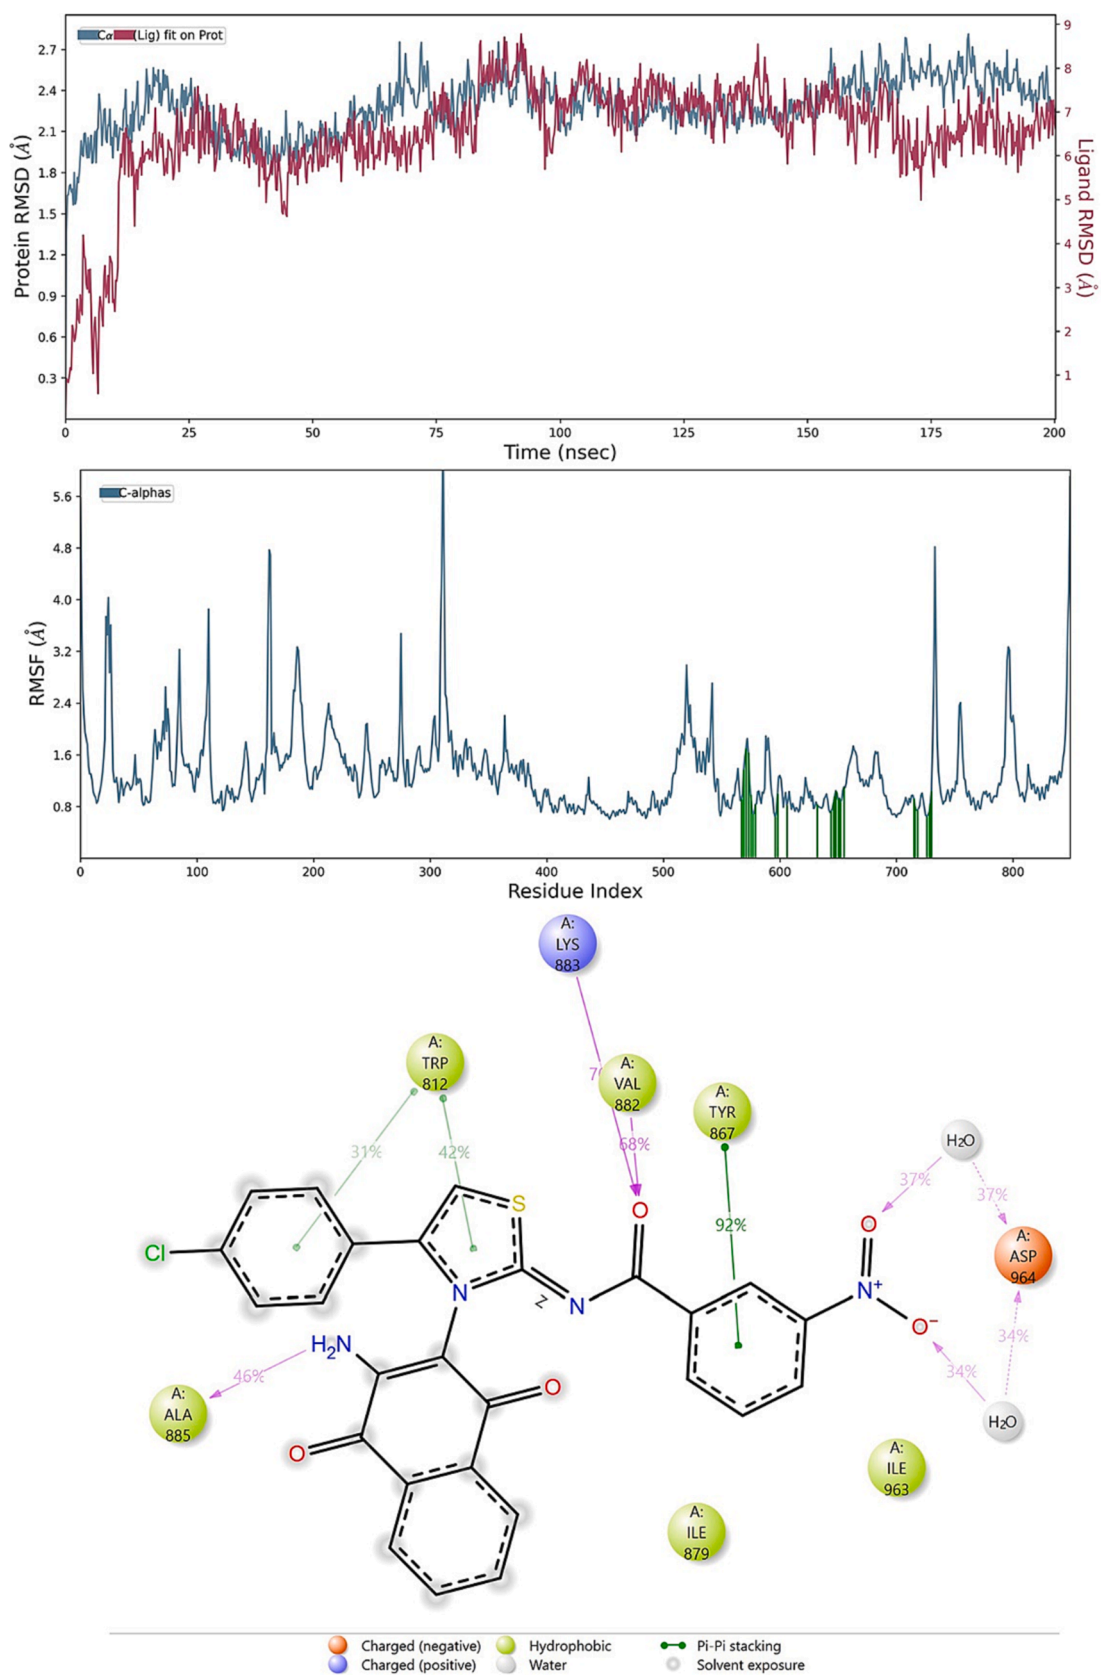 Cα (Lig) fit on Prot
Protein RMSD (Å)
2.7
2.4
2.1
1.8
1.5
1.2
0.9
0.6
0.3
9
8
7
6
5
4
3
2
1
Ligand RMSD (Å)
0 25 50 75 100 125 150 175 200
Time (nsec)
C-alphas
RMSF (Å)
5.6
4.8
4.0
3.2
2.4
1.6
0.8
0 100 200 300 400 500 600 700 800
Residue Index
A:
LYS
883
A:
TRP
812
A:
VAL
882
A:
TYR
867
H₂O
31%
42%
68%
92%
37%
37%
A:
ASP
964
S
O
O
Cl
N
N
Z
N⁺
O⁻
H₂N
46%
34%
34%
A:
ALA
885
O
O
H₂O
A:
ILE
963
A:
ILE
879
Charged (negative) Hydrophobic Pi-Pi stacking
Charged (positive) Water Solvent exposure